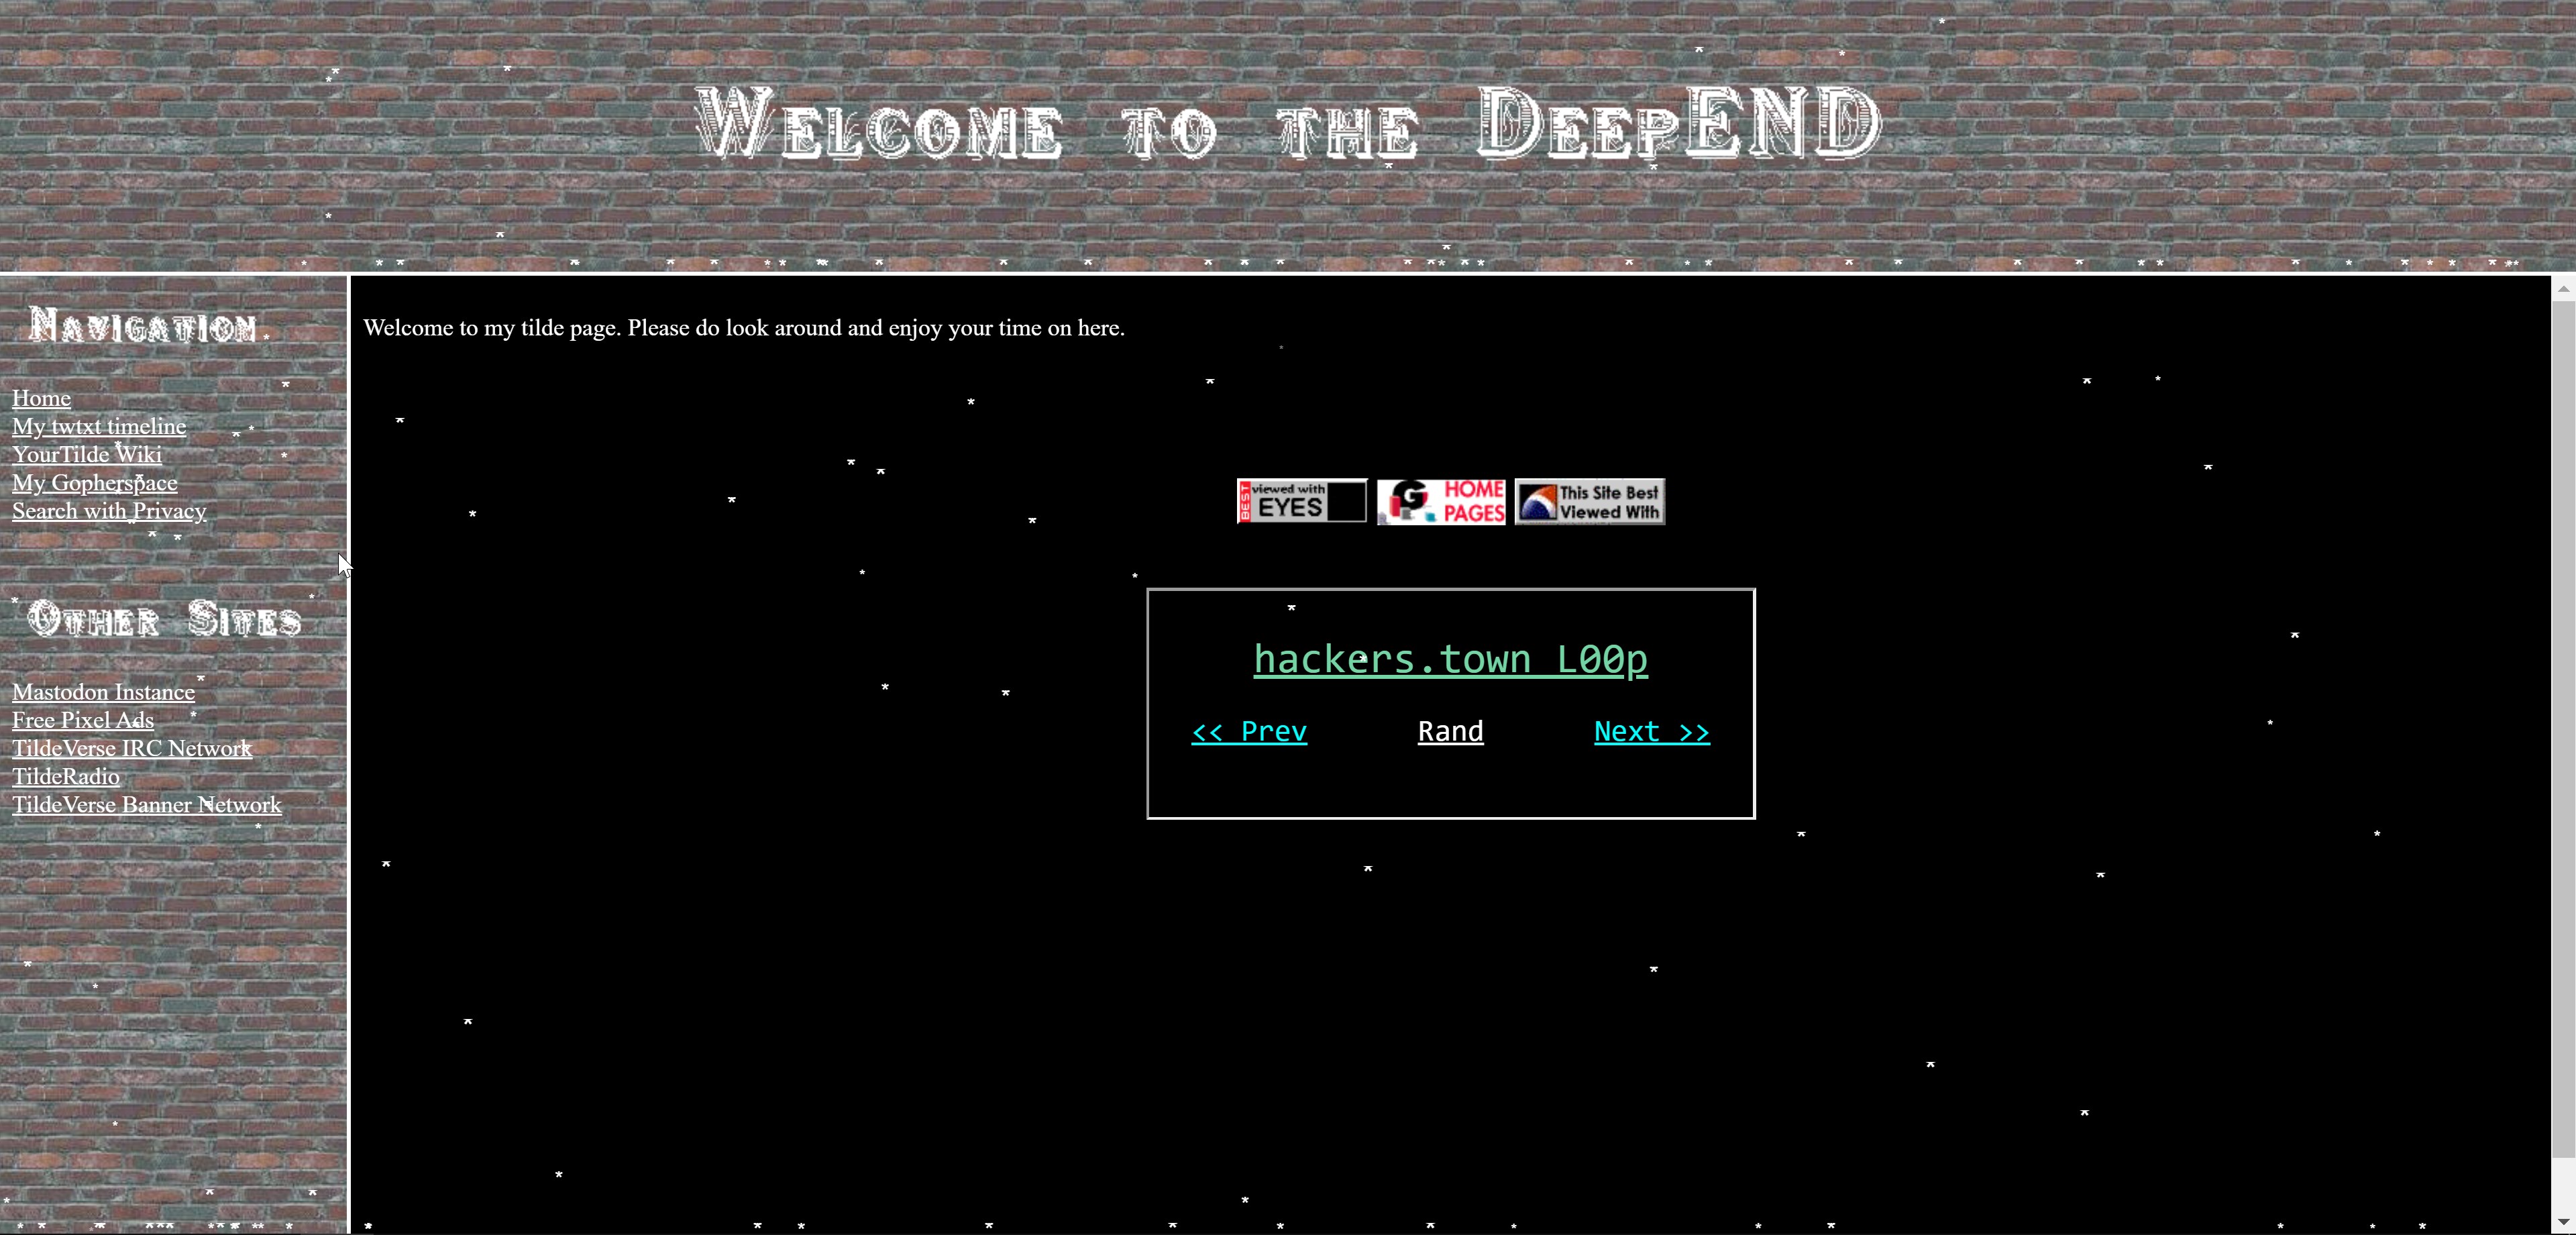 Welcome to the DeepEND
Navigation
Home
My twtxt timeline
YourTilde Wiki
My Gopherspace
Search with Privacy
Other Sites
Mastodon Instance
Free Pixel Ads
TildeVerse IRC Network
TildeRadio
TildeVerse Banner Network
Welcome to my tilde page. Please do look around and enjoy your time on here.
BEST viewed with EYES
G HOME PAGES
This Site Best Viewed With
hackers.town L00p
<< Prev Rand Next >>